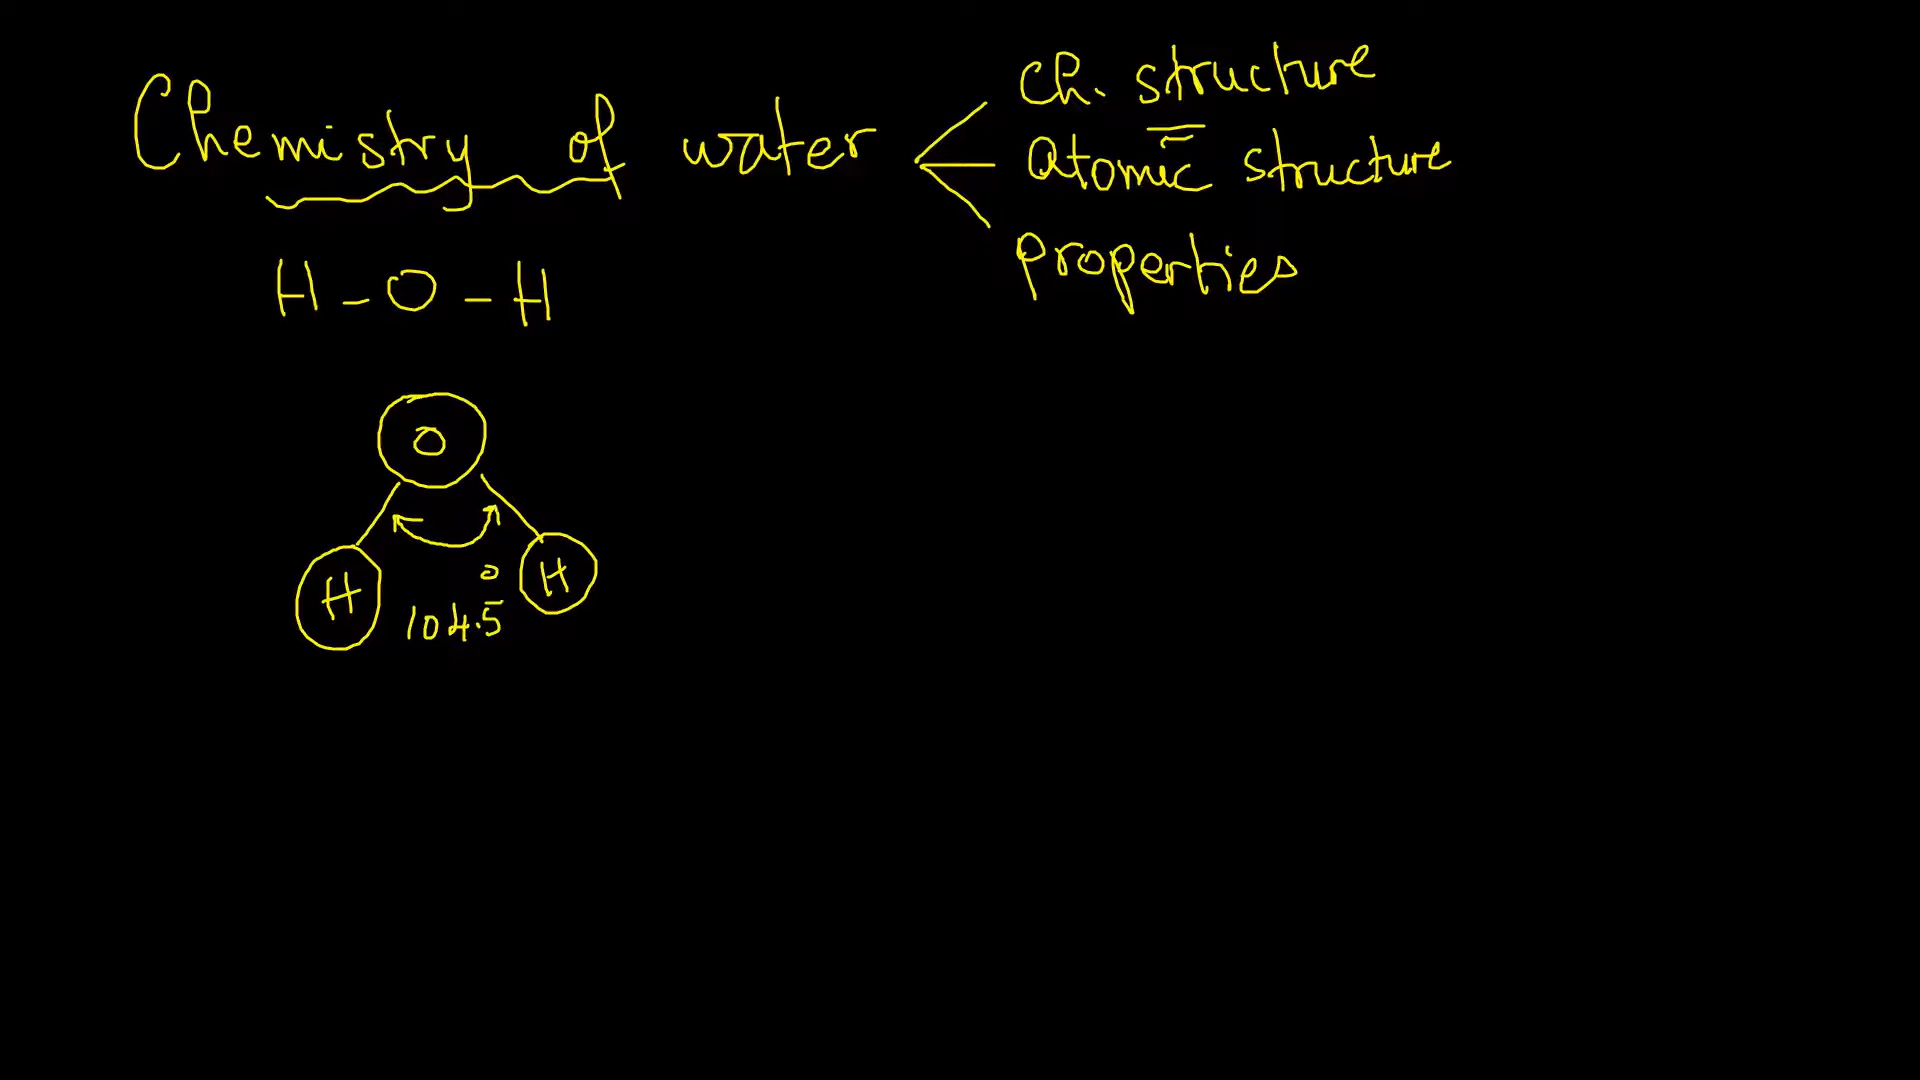 Chemistry of water
Ch. structure
Atomic structure
properties
H - O - H
O
H
H
104.5°